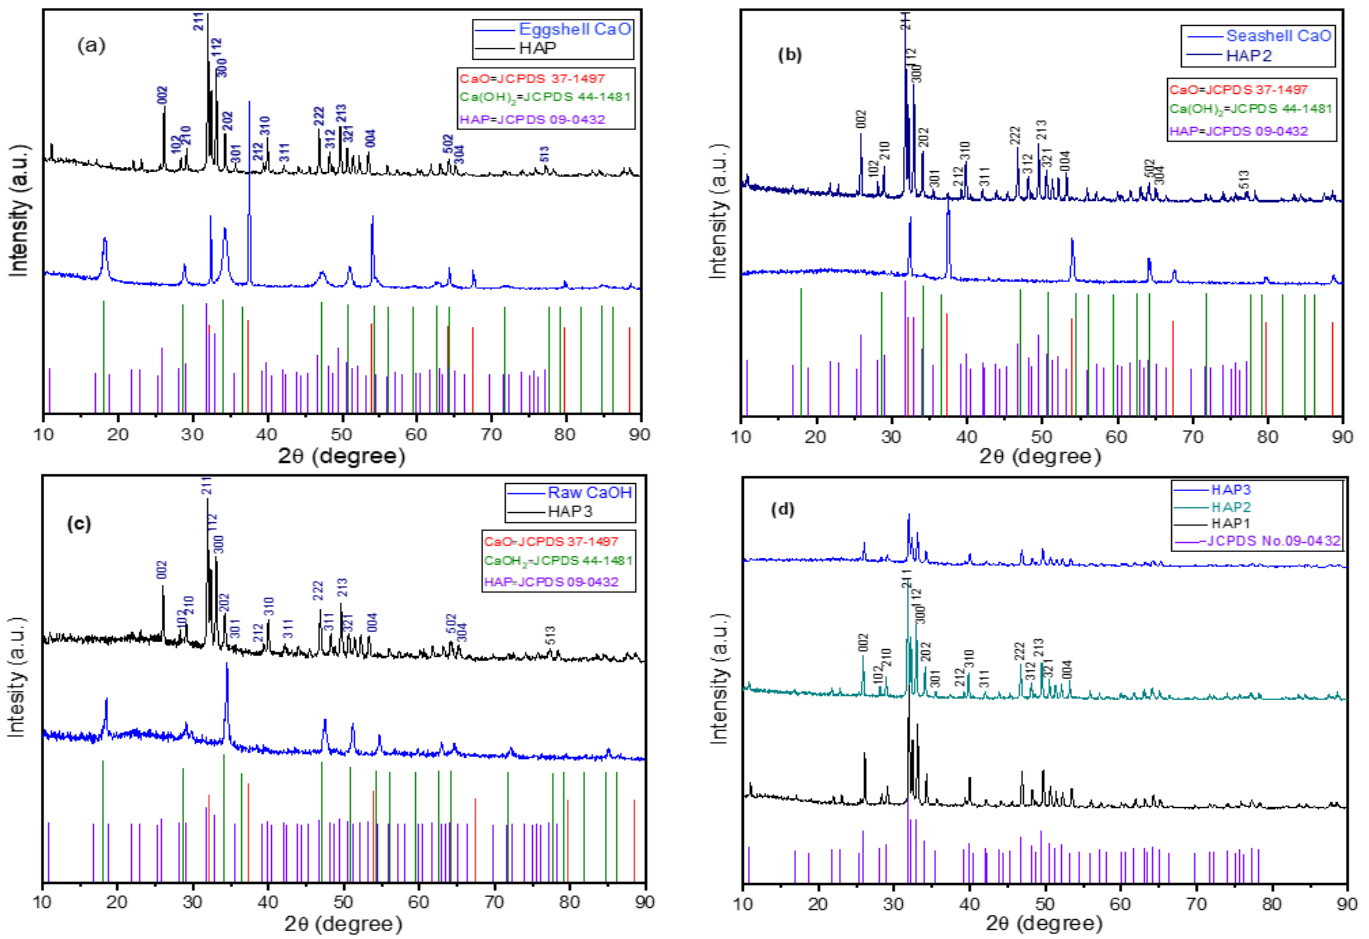 (a)
Eggshell CaO
HAP
CaO=JCPDS 37-1497
Ca(OH)₂=JCPDS 44-1481
HAP=JCPDS 09-0432
211
112
300
002
102
210
202
301
212
310
311
222
312
213
321
004
502
304
513
Intensity (a.u.)
10 20 30 40 50 60 70 80 90
2θ (degree)
(b)
Seashell CaO
HAP2
CaO=JCPDS 37-1497
Ca(OH)₂=JCPDS 44-1481
HAP=JCPDS 09-0432
211
112
300
002
102
210
202
301
212
310
311
222
312
213
321
004
502
304
513
Intensity (a.u.)
10 20 30 40 50 60 70 80 90
2θ (degree)
(c)
Raw CaOH
HAP3
CaO=JCPDS 37-1497
CaOH₂=JCPDS 44-1481
HAP=JCPDS 09-0432
211
112
300
002
102
210
202
301
212
310
311
222
311
213
321
004
502
304
513
Intesity (a.u.)
10 20 30 40 50 60 70 80 90
2θ (degree)
(d)
HAP3
HAP2
HAP1
JCPDS No.09-0432
211
112
300
002
102
210
202
301
212
310
311
222
312
213
321
004
Intensity (a.u.)
10 20 30 40 50 60 70 80 90
2θ (degree)